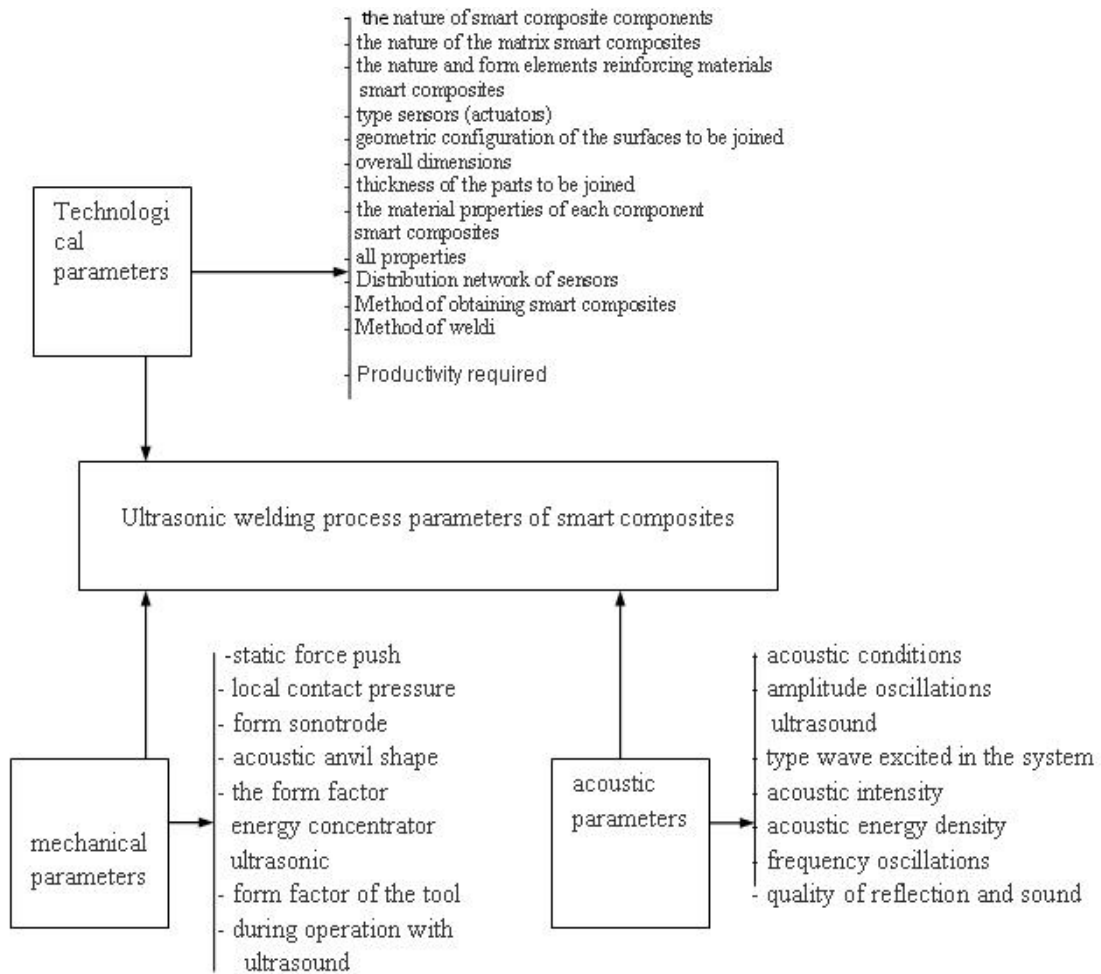 the nature of smart composite components
the nature of the matrix smart composites
the nature and form elements reinforcing materials
smart composites
type sensors (actuators)
geometric configuration of the surfaces to be joined
overall dimensions
thickness of the parts to be joined
the material properties of each component
smart composites
all properties
Distribution network of sensors
Method of obtaining smart composites
Method of weldi
Productivity required
Technologi
cal
parameters
Ultrasonic welding process parameters of smart composites
mechanical
parameters
-static force push
- local contact pressure
- form sonotrode
- acoustic anvil shape
- the form factor
energy concentrator
ultrasonic
- form factor of the tool
- during operation with
ultrasound
acoustic
parameters
acoustic conditions
amplitude oscillations
ultrasound
type wave excited in the system
acoustic intensity
acoustic energy density
frequency oscillations
- quality of reflection and sound